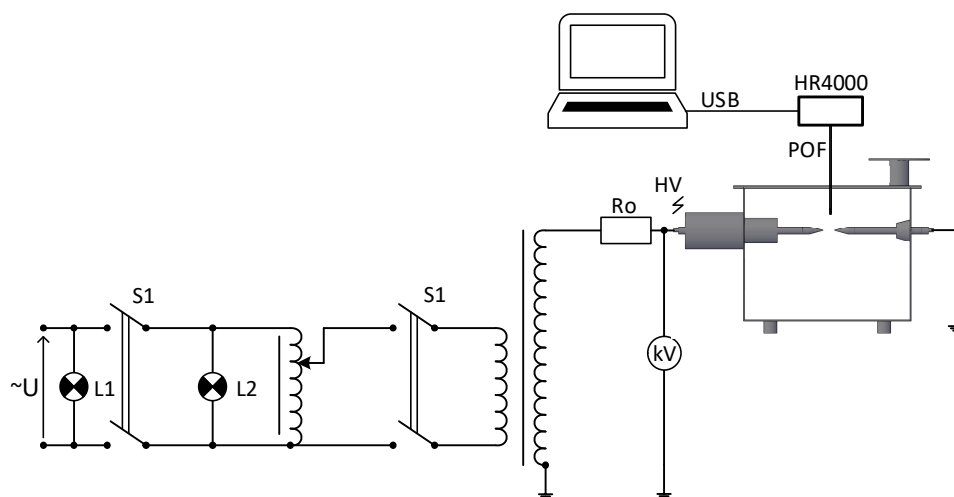 HR4000
USB
POF
HV
Ro
S1
S1
kV
~U
L1
L2